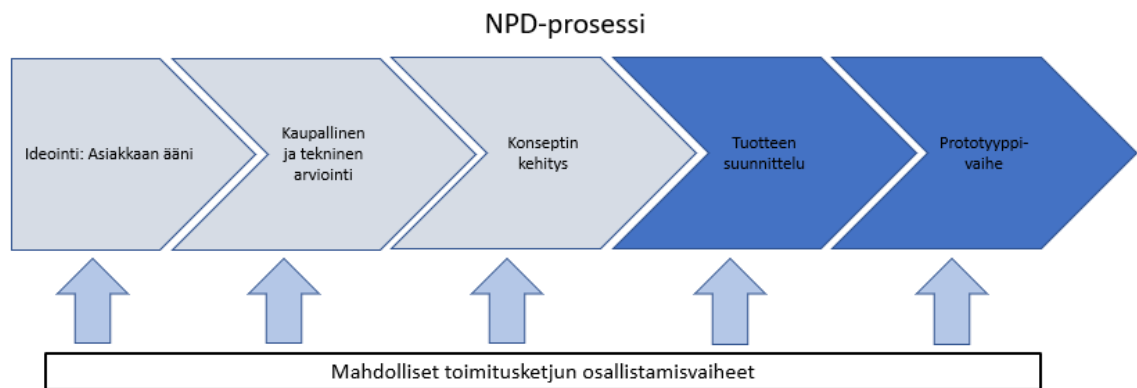 NPD-prosessi
Ideointi: Asiakkaan ääni
Kaupallinen
ja tekninen
arviointi
Konseptin
kehitys
Tuotteen
suunnittelu
Prototyyppi-
vaihe
Mahdolliset toimitusketjun osallistamisvaiheet